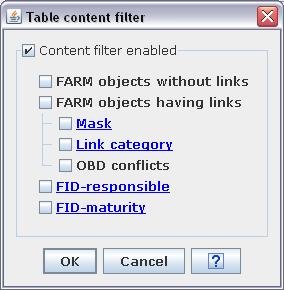 Table content filter
Content filter enabled
FARM objects without links
FARM objects having links
Mask
Link category
OBD conflicts
FID-responsible
FID-maturity
OK Cancel ?